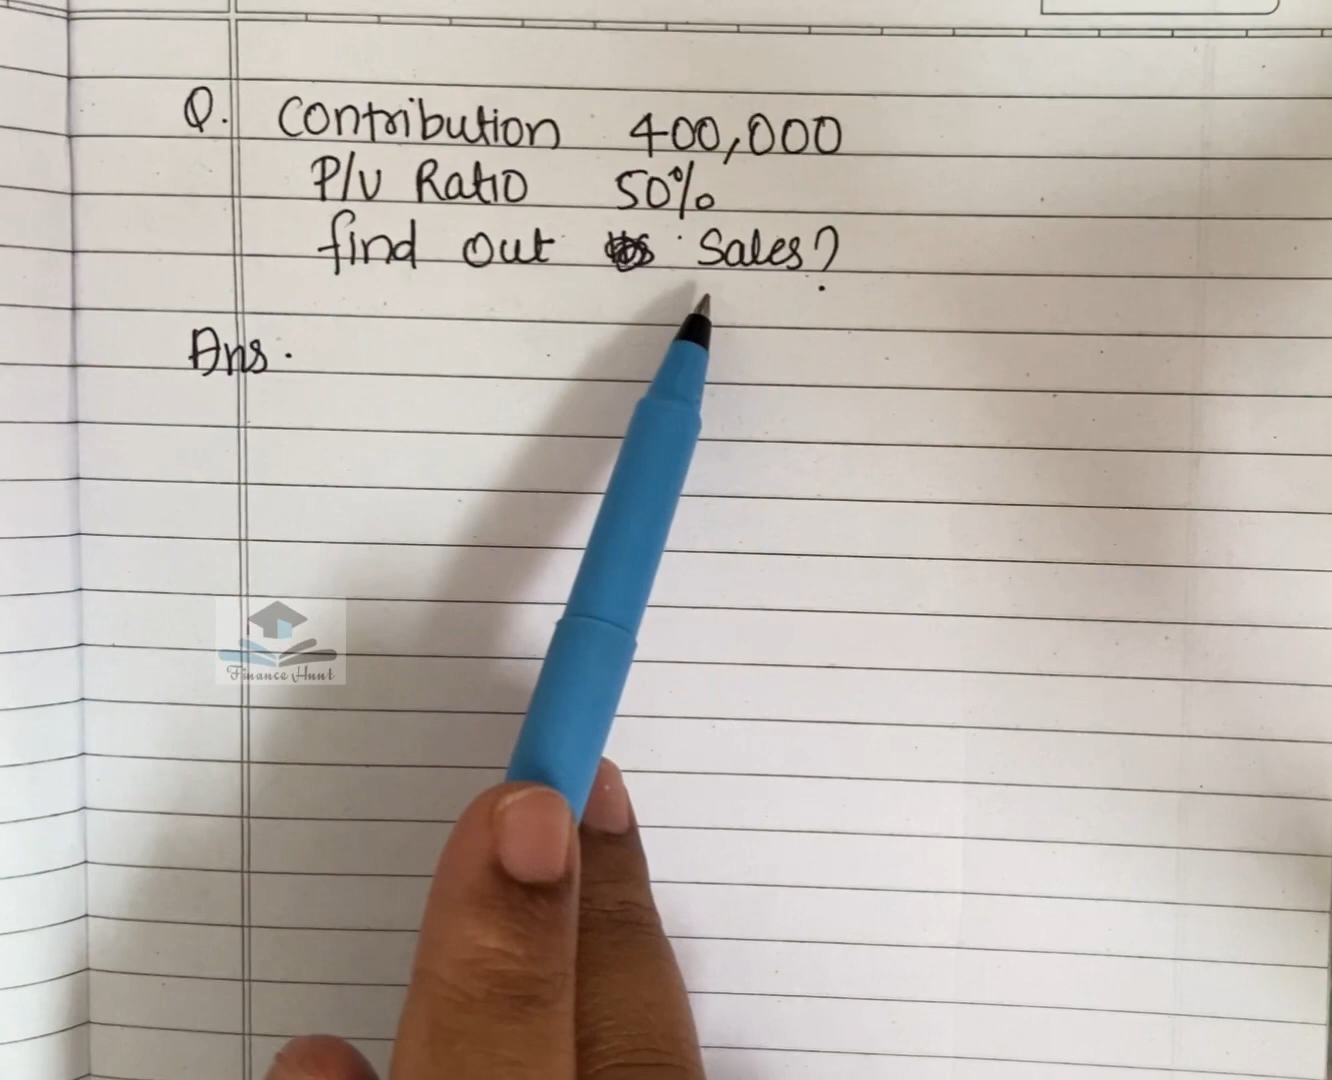 Q. Contribution 400,000
P/V Ratio 50%
find out Sales?
Ans.
Finance Hunt